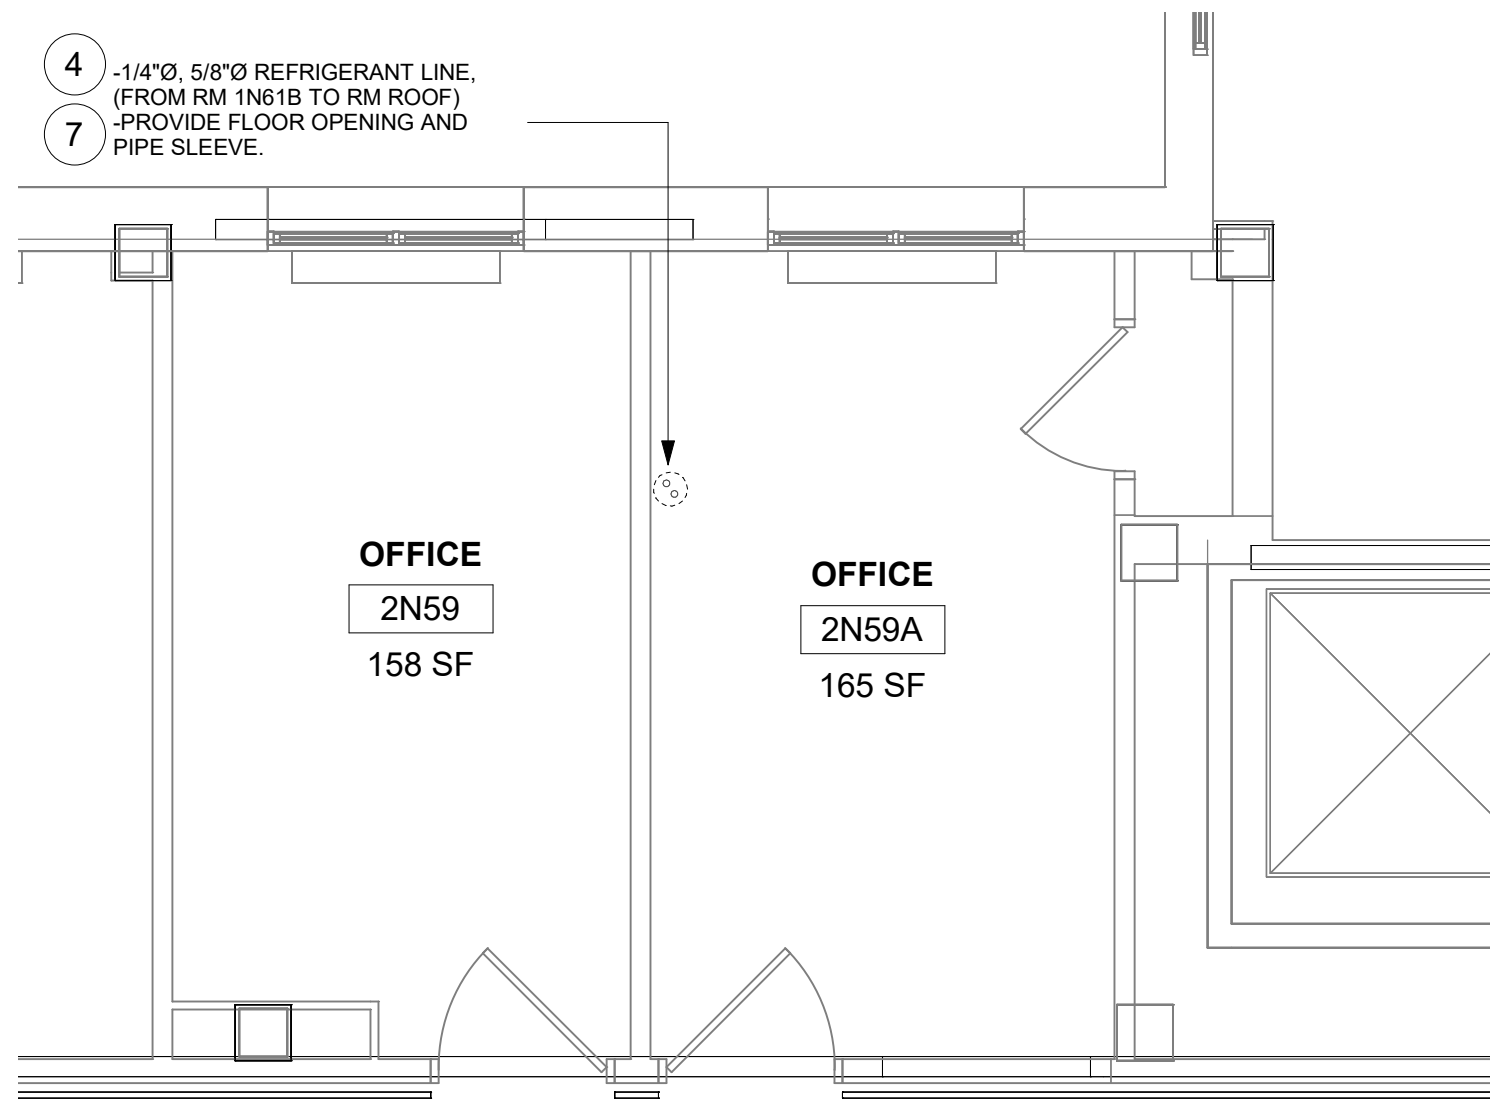 4
-1/4"Ø, 5/8"Ø REFRIGERANT LINE,
(FROM RM 1N61B TO RM ROOF)
7
-PROVIDE FLOOR OPENING AND
PIPE SLEEVE.
OFFICE
2N59
158 SF
OFFICE
2N59A
165 SF